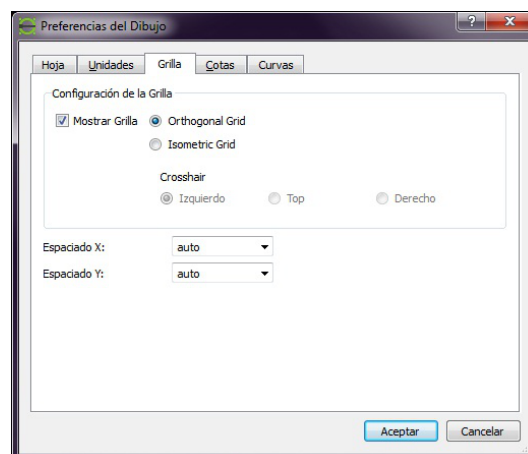 Preferencias del Dibujo
Hoja Unidades Grilla Cotas Curvas
Configuración de la Grilla
Mostrar Grilla Orthogonal Grid
Isometric Grid
Crosshair
Izquierdo Top Derecho
Espaciado X: auto
Espaciado Y: auto
Aceptar Cancelar